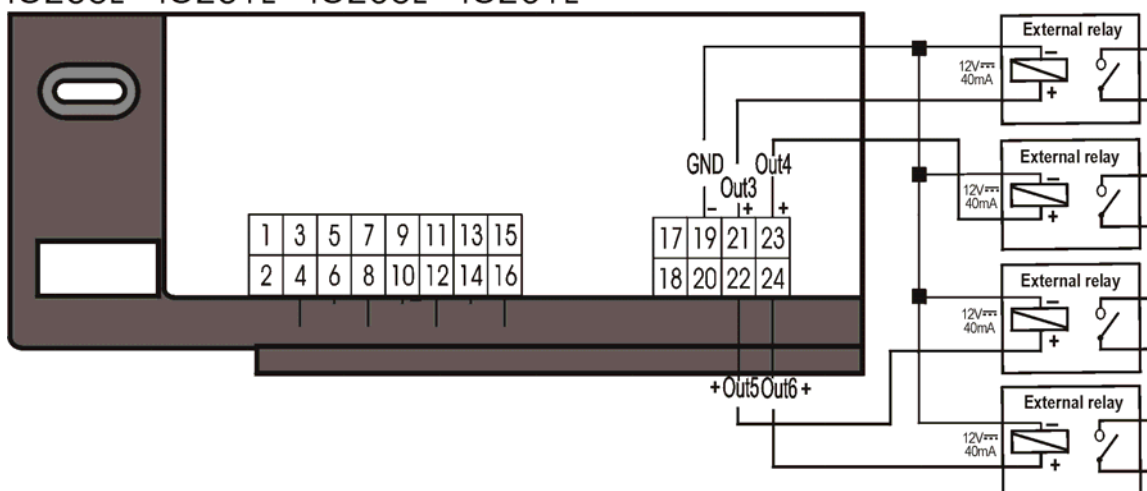 External relay
12V
40mA
−
+
GND
Out3
Out4
−
+
+
External relay
12V
40mA
−
+
1 3 5 7 9 11 13 15
2 4 6 8 10 12 14 16
17 19 21 23
18 20 22 24
External relay
12V
40mA
−
+
+Out5 Out6+
External relay
12V
40mA
−
+